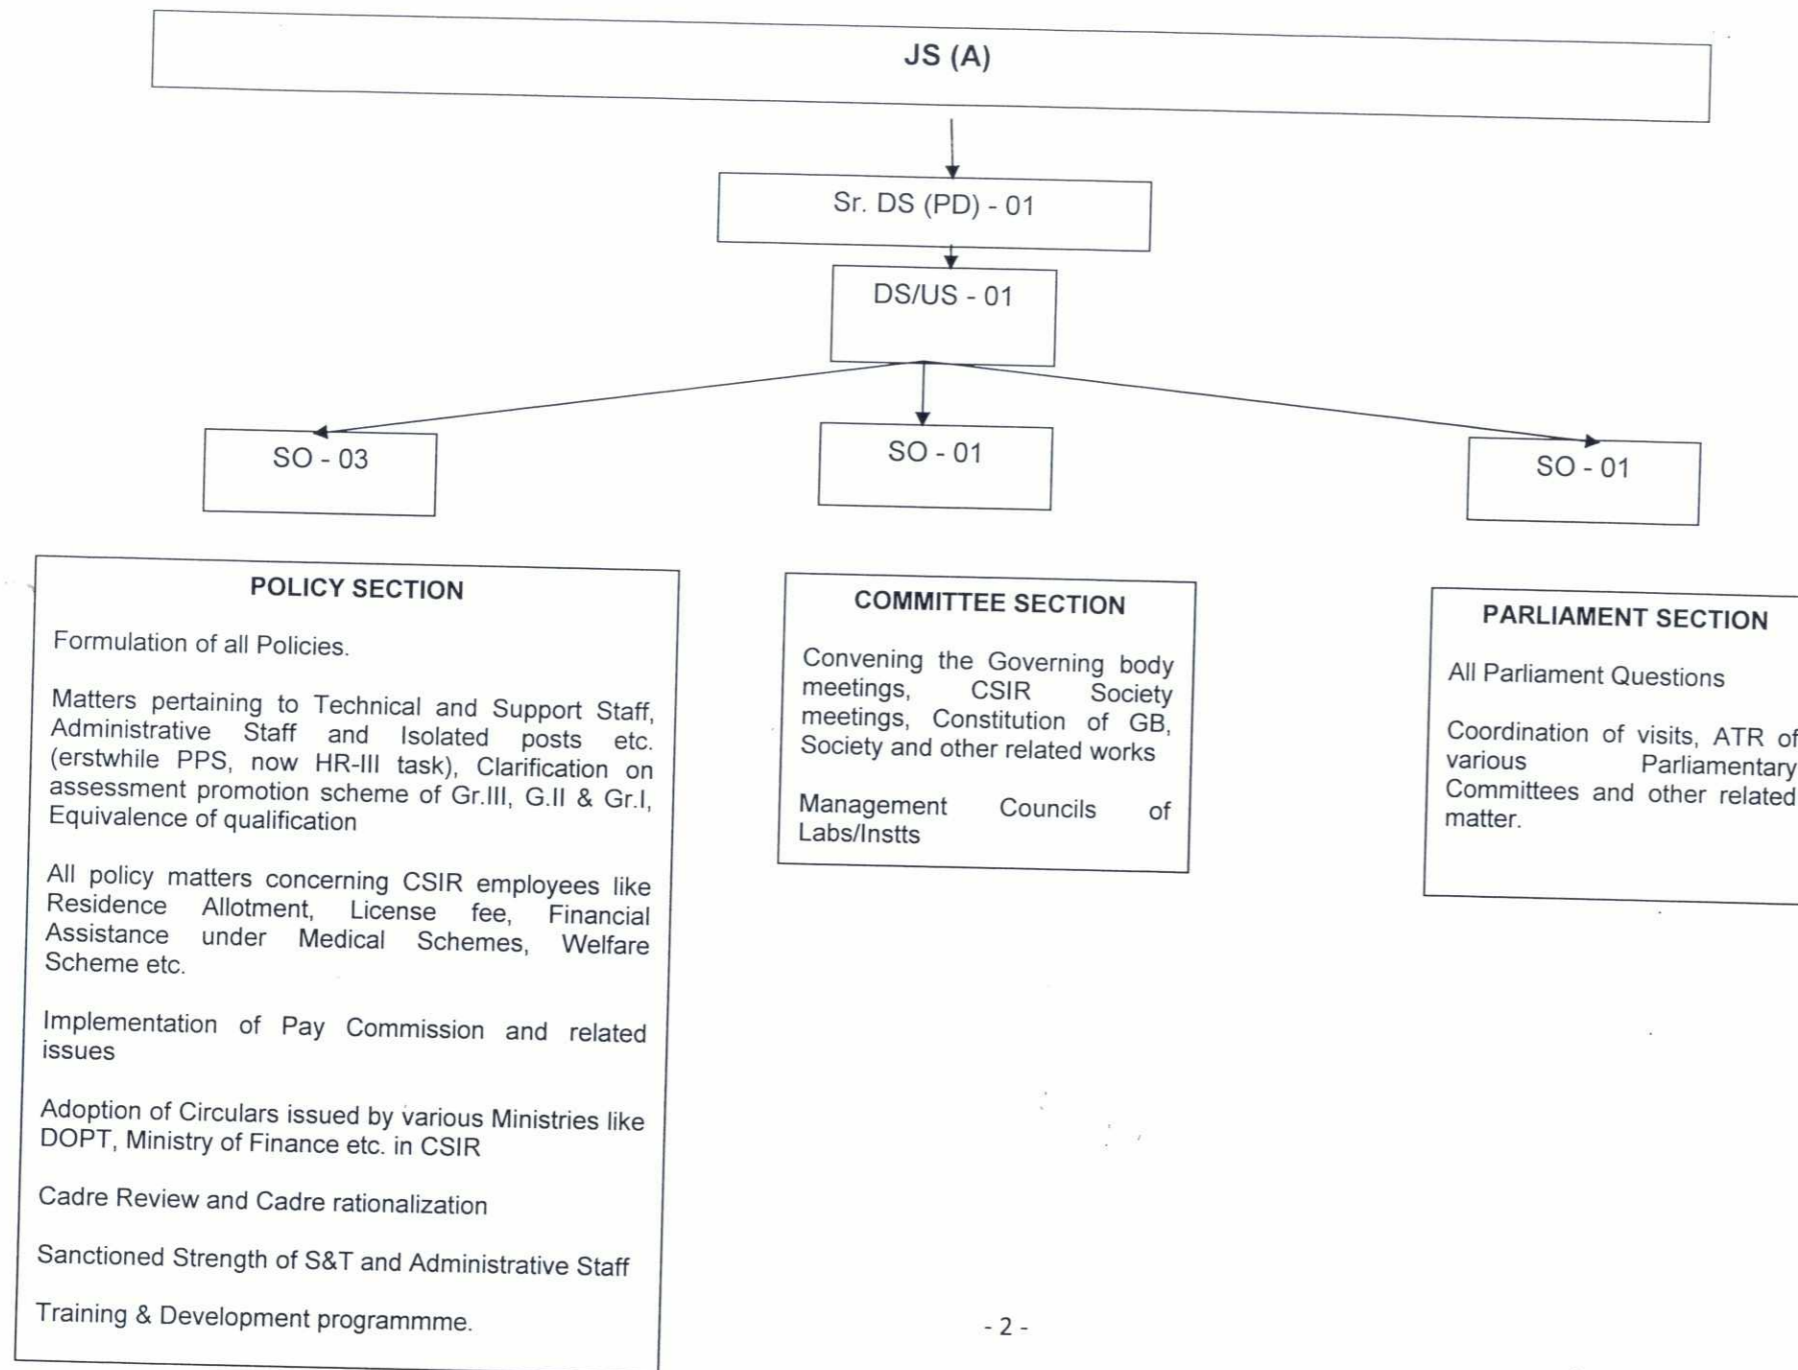 JS (A)
Sr. DS (PD) - 01
DS/US - 01
SO - 03
SO - 01
SO - 01
POLICY SECTION
Formulation of all Policies.
Matters pertaining to Technical and Support Staff,
Administrative Staff and Isolated posts etc.
(erstwhile PPS, now HR-III task), Clarification on
assessment promotion scheme of Gr.III, G.II & Gr.I,
Equivalence of qualification
All policy matters concerning CSIR employees like
Residence Allotment, License fee, Financial
Assistance under Medical Schemes, Welfare
Scheme etc.
Implementation of Pay Commission and related
issues
Adoption of Circulars issued by various Ministries like
DOPT, Ministry of Finance etc. in CSIR
Cadre Review and Cadre rationalization
Sanctioned Strength of S&T and Administrative Staff
Training & Development programmme.
COMMITTEE SECTION
Convening the Governing body
meetings, CSIR Society
meetings, Constitution of GB,
Society and other related works
Management Councils of
Labs/Instts
PARLIAMENT SECTION
All Parliament Questions
Coordination of visits, ATR of
various Parliamentary
Committees and other related
matter.
- 2 -